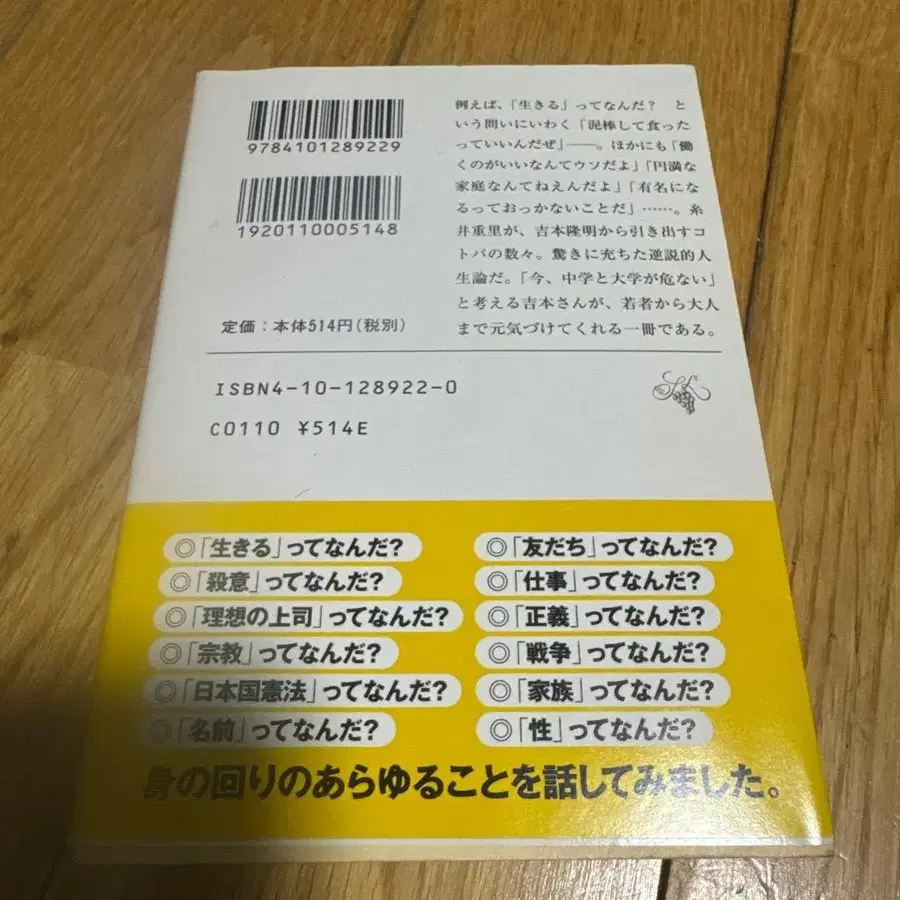 9784101289229
1920110005148
定価：本体514円（税別）
ISBN4-10-128922-0
C0110 ¥514E
例えば、「生きる」ってなんだ？　と
いう問いにいわく「泥棒して食った
っていいんだぜ」――。ほかにも「働
くのがいいなんてウソだよ」「円満な
家庭なんてねえんだよ」「有名にな
るっておっかないことだ」……。糸
井重里が、吉本隆明から引き出すコ
トバの数々。驚きに充ちた逆説的人
生論だ。「今、中学と大学が危ない」
と考える吉本さんが、若者から大人
まで元気づけてくれる一冊である。
◎「生きる」ってなんだ？
◎「殺意」ってなんだ？
◎「理想の上司」ってなんだ？
◎「宗教」ってなんだ？
◎「日本国憲法」ってなんだ？
◎「名前」ってなんだ？
◎「友だち」ってなんだ？
◎「仕事」ってなんだ？
◎「正義」ってなんだ？
◎「戦争」ってなんだ？
◎「家族」ってなんだ？
◎「性」ってなんだ？
身の回りのあらゆることを話してみました。